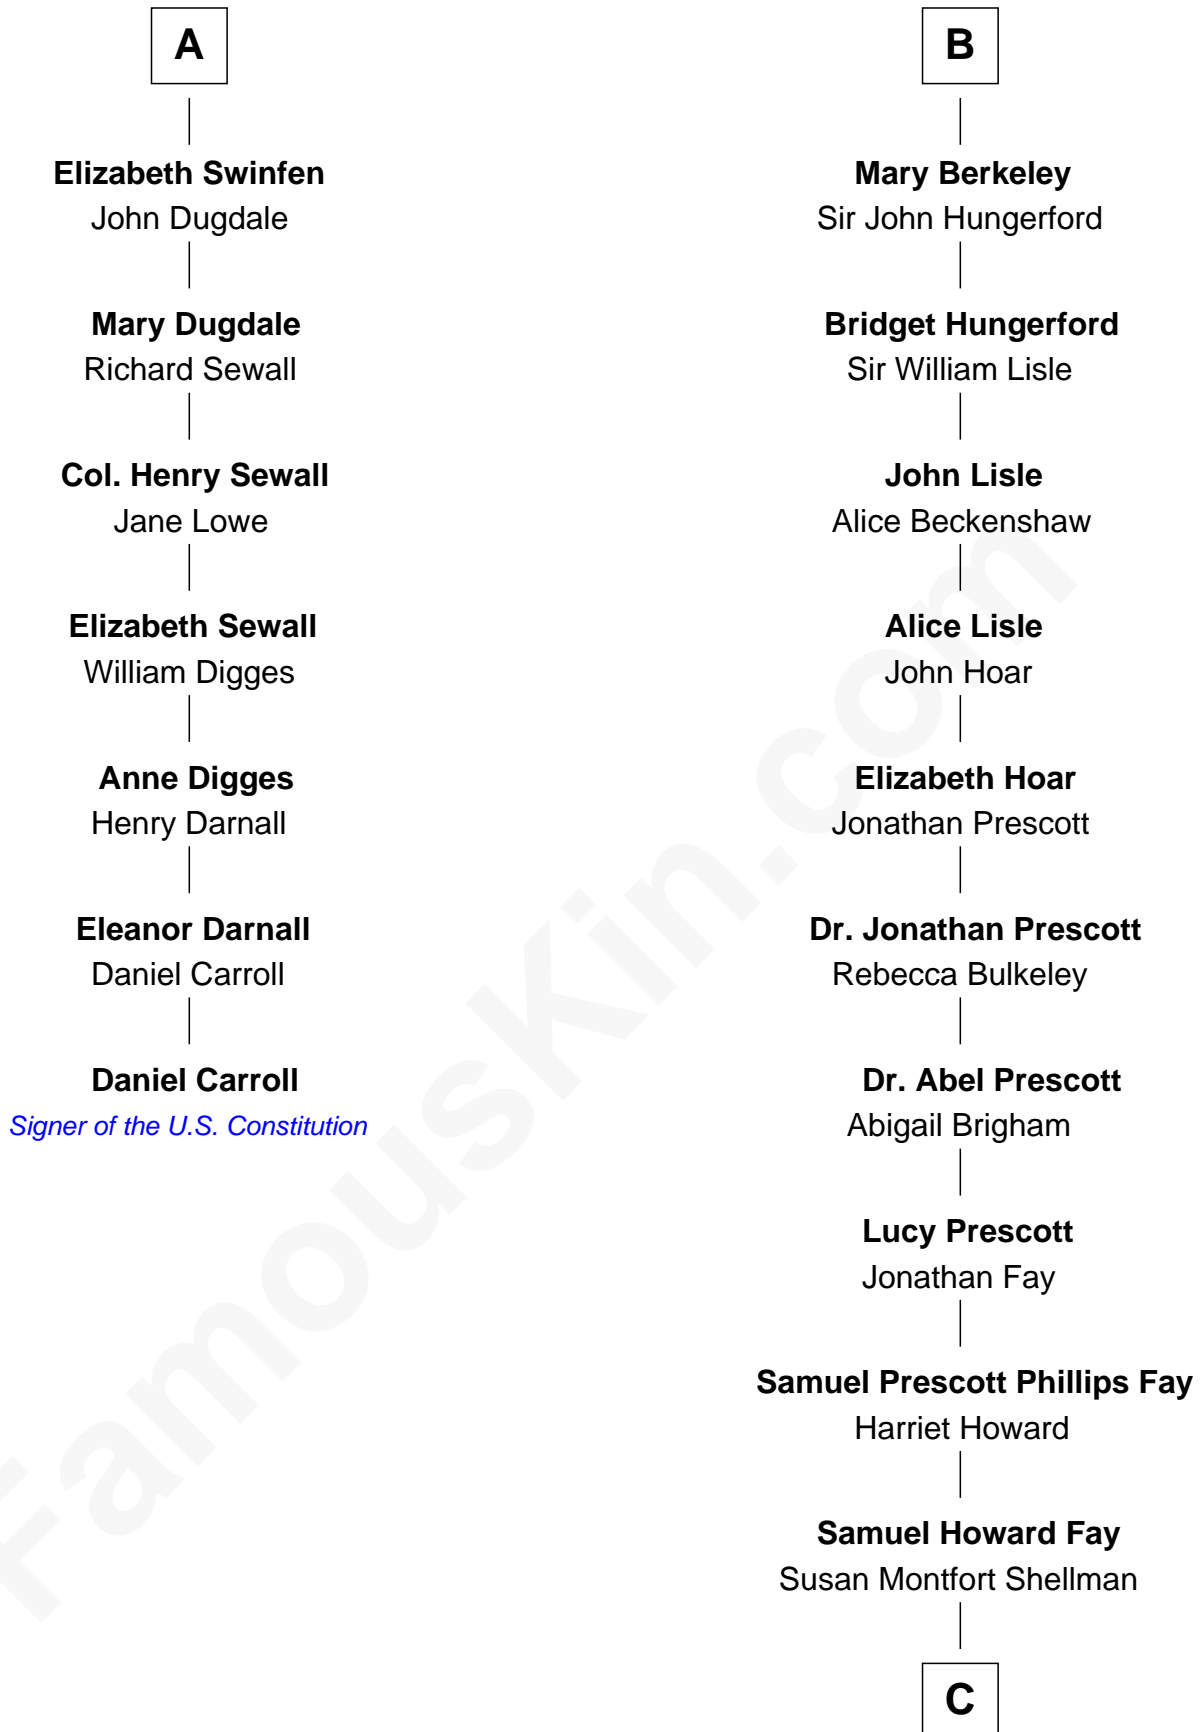 A
Elizabeth Swinfen
John Dugdale
Mary Dugdale
Richard Sewall
Col. Henry Sewall
Jane Lowe
Elizabeth Sewall
William Digges
Anne Digges
Henry Darnall
Eleanor Darnall
Daniel Carroll
Daniel Carroll
Signer of the U.S. Constitution
B
Mary Berkeley
Sir John Hungerford
Bridget Hungerford
Sir William Lisle
John Lisle
Alice Beckenshaw
Alice Lisle
John Hoar
Elizabeth Hoar
Jonathan Prescott
Dr. Jonathan Prescott
Rebecca Bulkeley
Dr. Abel Prescott
Abigail Brigham
Lucy Prescott
Jonathan Fay
Samuel Prescott Phillips Fay
Harriet Howard
Samuel Howard Fay
Susan Montfort Shellman
C
FamousKin.com